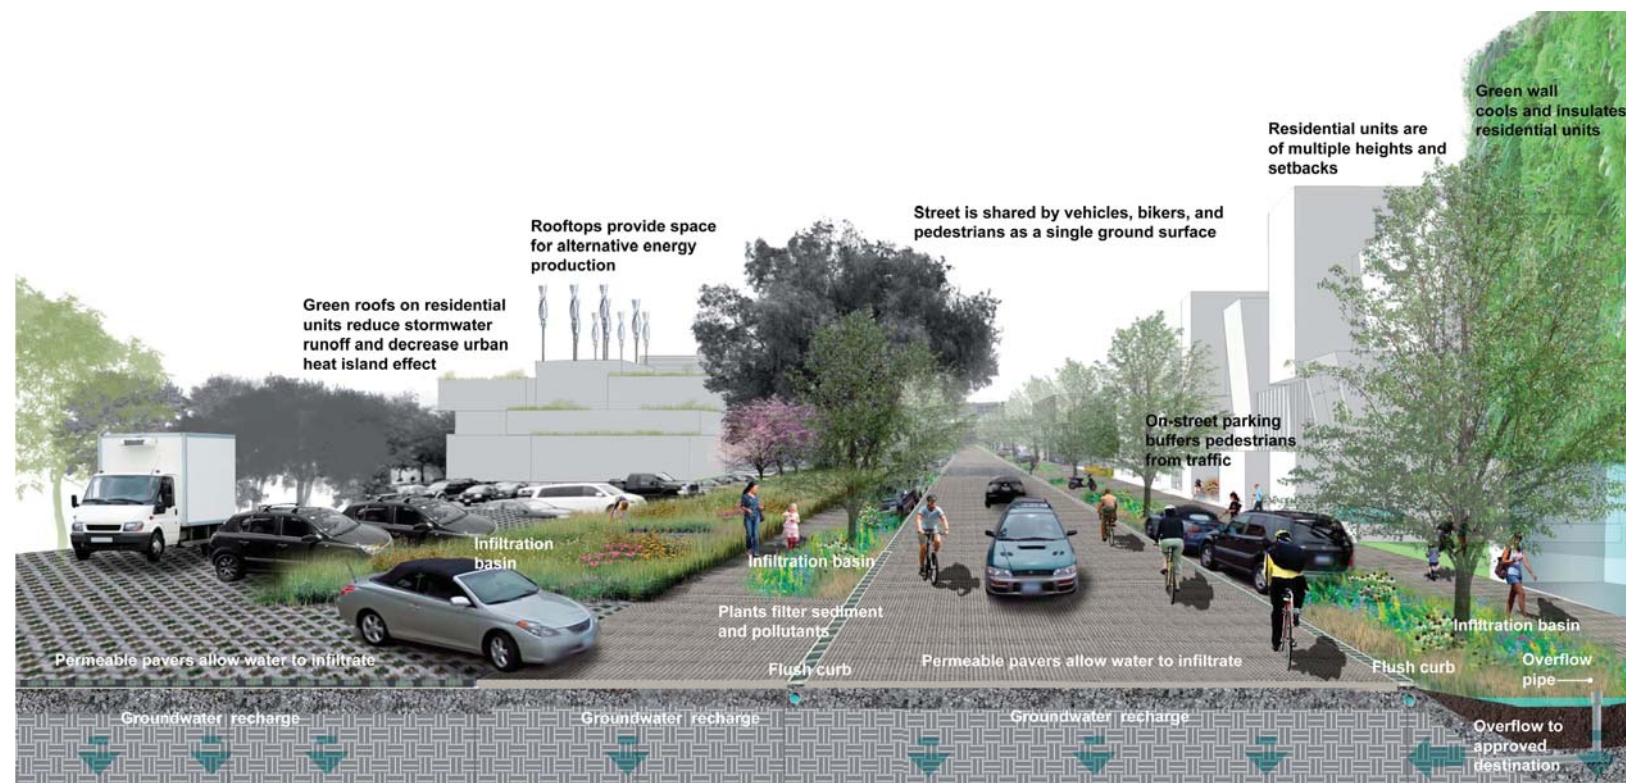 Green wall
cools and insulates
residential units
Residential units are
of multiple heights and
setbacks
Street is shared by vehicles, bikers, and
pedestrians as a single ground surface
Rooftops provide space
for alternative energy
production
Green roofs on residential
units reduce stormwater
runoff and decrease urban
heat island effect
On-street parking
buffers pedestrians
from traffic
Infiltration
basin
Infiltration basin
Plants filter sediment
and pollutants
Infiltration basin
Permeable pavers allow water to infiltrate
Flush curb
Permeable pavers allow water to infiltrate
Flush curb
Overflow
pipe
Groundwater recharge
Groundwater recharge
Groundwater recharge
Overflow to
approved
destination